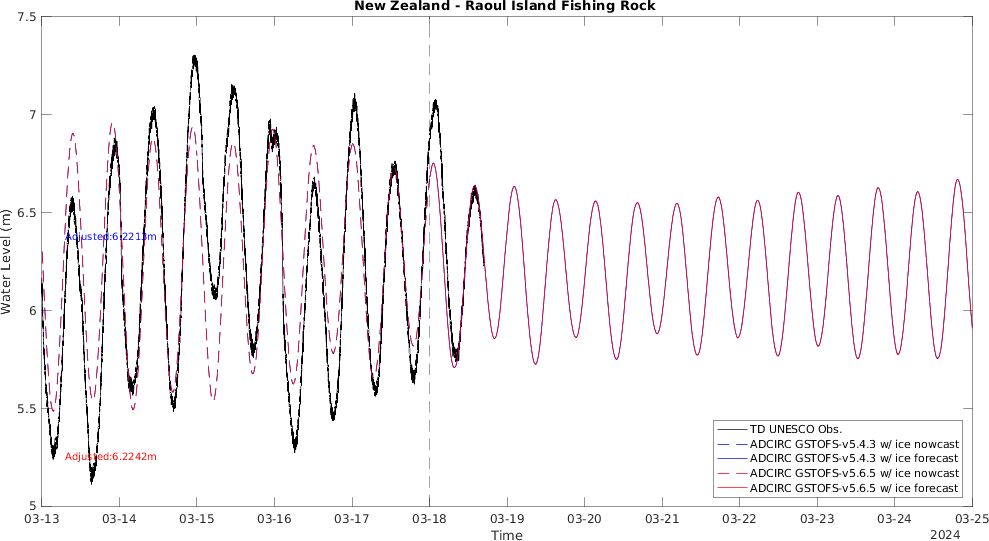 New Zealand - Raoul Island Fishing Rock
7.5
7
6.5
6
5.5
5
Water Level (m)
Adjusted:6.2213m
Adjusted:6.2242m
TD UNESCO Obs.
ADCIRC GSTOFS-v5.4.3 w/ ice nowcast
ADCIRC GSTOFS-v5.4.3 w/ ice forecast
ADCIRC GSTOFS-v5.6.5 w/ ice nowcast
ADCIRC GSTOFS-v5.6.5 w/ ice forecast
03-13 03-14 03-15 03-16 03-17 03-18 03-19 03-20 03-21 03-22 03-23 03-24 03-25
Time
2024